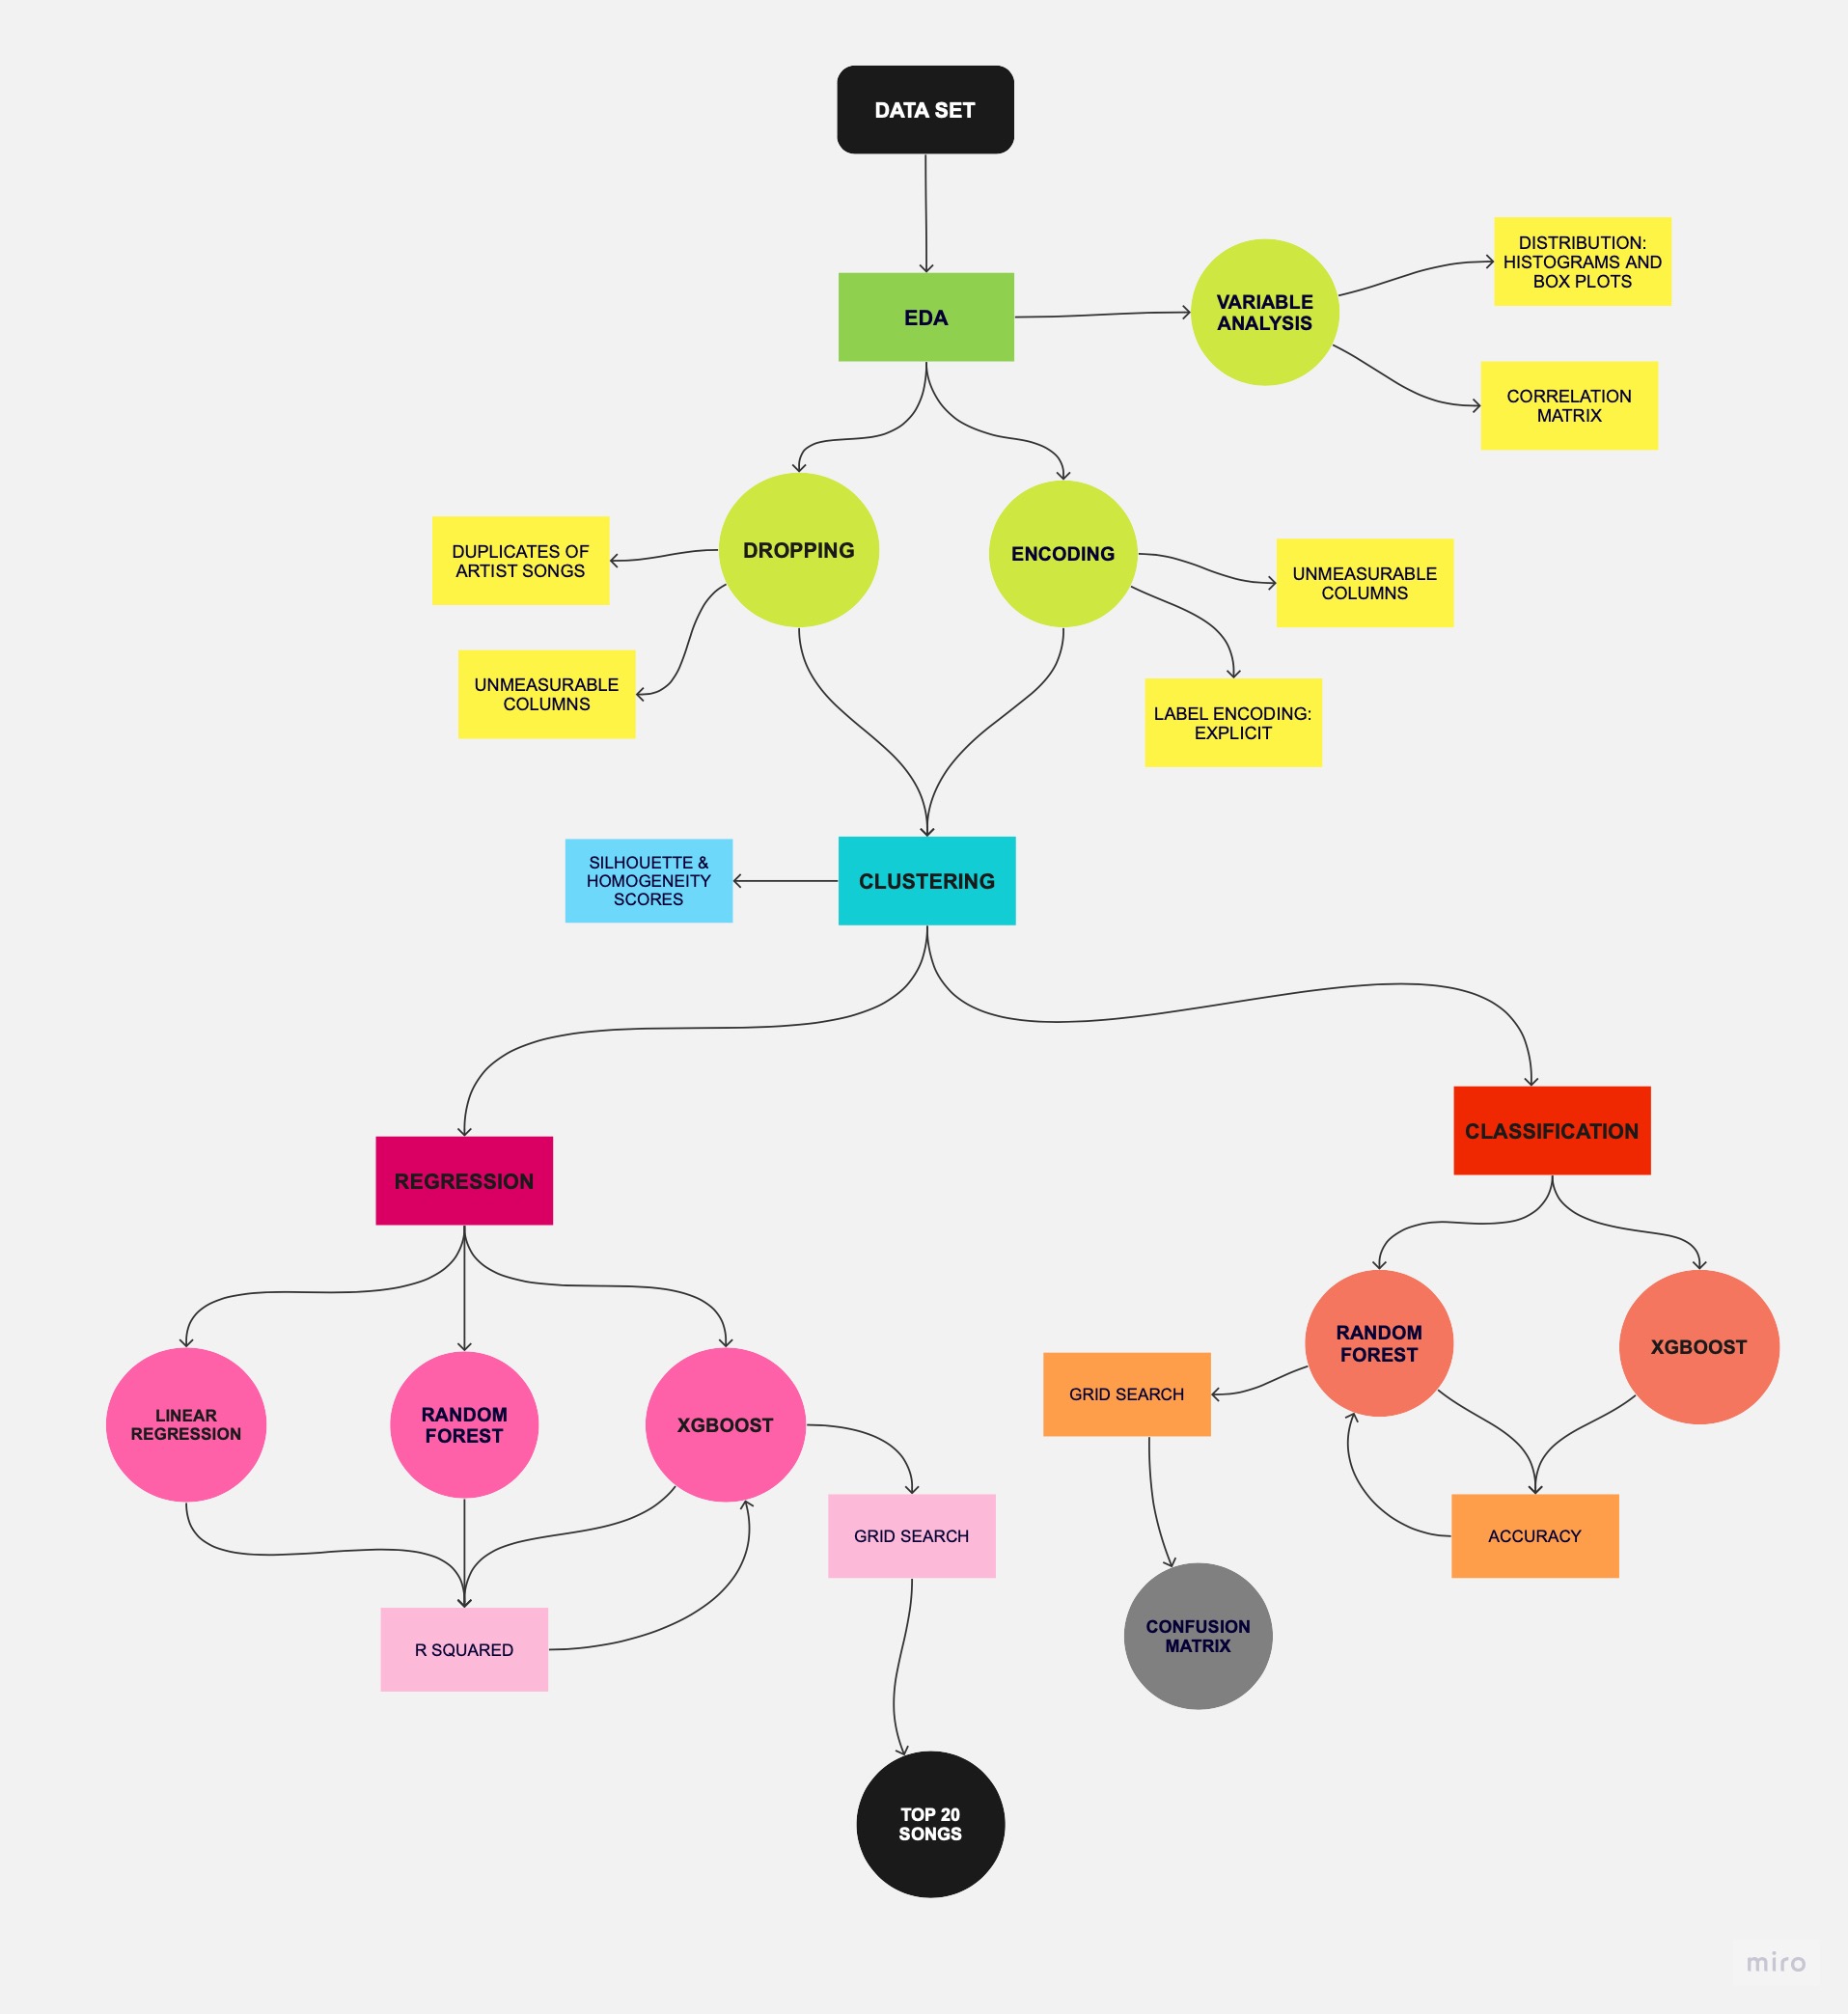 DATA SET
EDA
VARIABLE
ANALYSIS
DISTRIBUTION:
HISTOGRAMS AND
BOX PLOTS
CORRELATION
MATRIX
DROPPING
ENCODING
DUPLICATES OF
ARTIST SONGS
UNMEASURABLE
COLUMNS
UNMEASURABLE
COLUMNS
LABEL ENCODING:
EXPLICIT
SILHOUETTE &
HOMOGENEITY
SCORES
CLUSTERING
REGRESSION
CLASSIFICATION
LINEAR
REGRESSION
RANDOM
FOREST
XGBOOST
GRID SEARCH
R SQUARED
TOP 20
SONGS
RANDOM
FOREST
XGBOOST
GRID SEARCH
ACCURACY
CONFUSION
MATRIX
miro